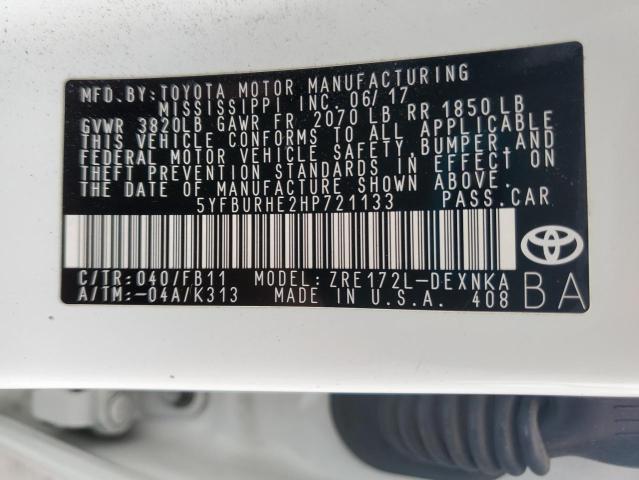 MFD.BY:TOYOTA MOTOR MANUFACTURING
MISSISSIPPI INC. 06/17
GVWR 3820LB GAWR FR 2070 LB RR 1850 LB
THIS VEHICLE CONFORMS TO ALL APPLICABLE
FEDERAL MOTOR VEHICLE SAFETY, BUMPER, AND
THEFT PREVENTION STANDARDS IN EFFECT ON
THE DATE OF MANUFACTURE SHOWN ABOVE.
5YFBURHE2HP721133 PASS.CAR
C/TR:040/FB11 MODEL:ZRE172L-DEXNKA
A/TM:-04A/K313 MADE IN U.S.A. 408
BA